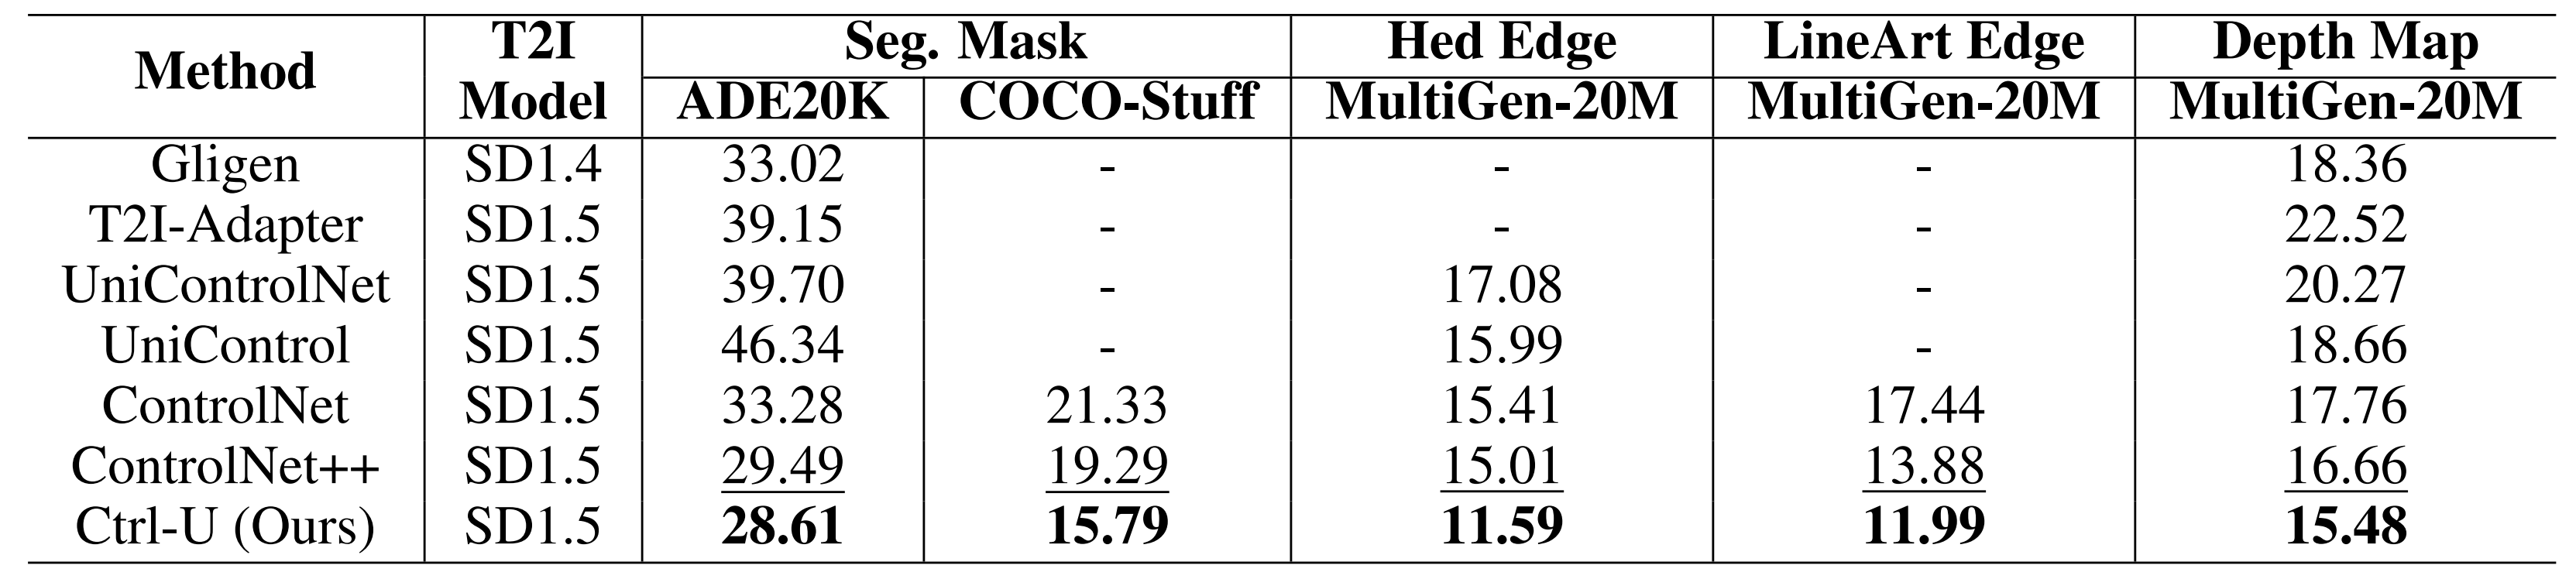 Method T2I Model Seg. Mask Hed Edge LineArt Edge Depth Map
ADE20K COCO-Stuff MultiGen-20M MultiGen-20M MultiGen-20M
Gligen SD1.4 33.02 - - - 18.36
T2I-Adapter SD1.5 39.15 - - - 22.52
UniControlNet SD1.5 39.70 - 17.08 - 20.27
UniControl SD1.5 46.34 - 15.99 - 18.66
ControlNet SD1.5 33.28 21.33 15.41 17.44 17.76
ControlNet++ SD1.5 29.49 19.29 15.01 13.88 16.66
Ctrl-U (Ours) SD1.5 28.61 15.79 11.59 11.99 15.48